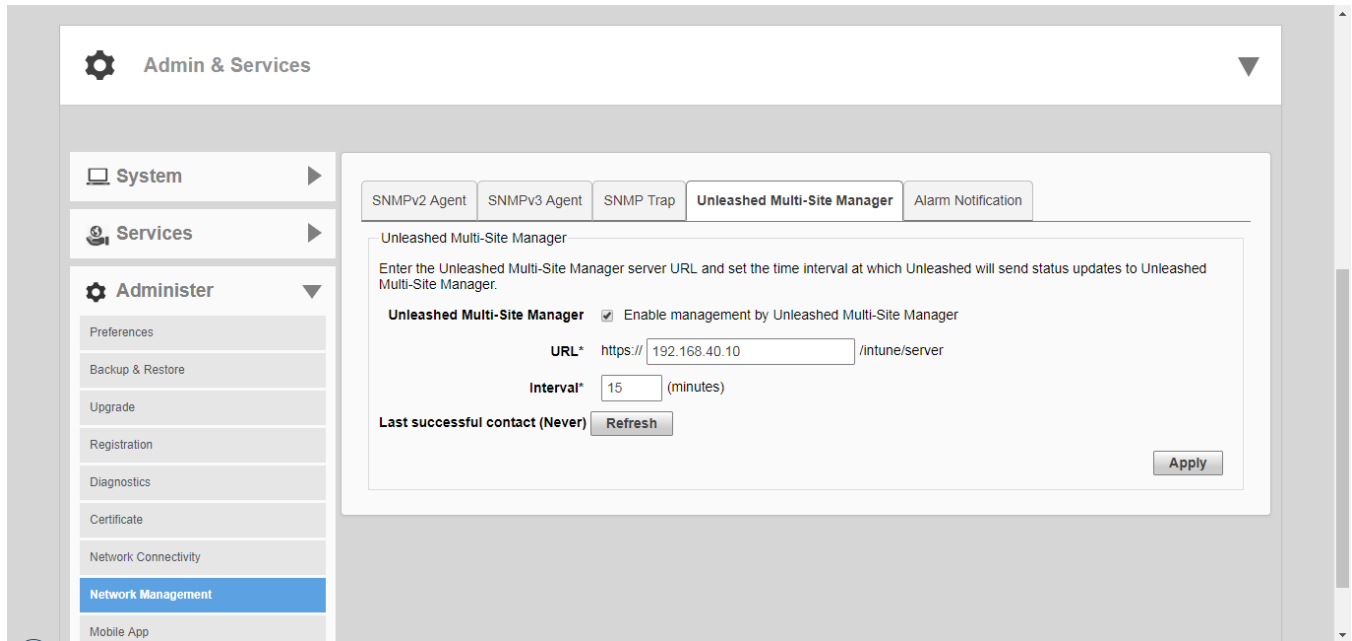 Admin & Services
System
Services
Administer
Preferences
Backup & Restore
Upgrade
Registration
Diagnostics
Certificate
Network Connectivity
Network Management
Mobile App
SNMPv2 Agent
SNMPv3 Agent
SNMP Trap
Unleashed Multi-Site Manager
Alarm Notification
Unleashed Multi-Site Manager
Enter the Unleashed Multi-Site Manager server URL and set the time interval at which Unleashed will send status updates to Unleashed
Multi-Site Manager.
Unleashed Multi-Site Manager Enable management by Unleashed Multi-Site Manager
URL* https:// 192.168.40.10 /intune/server
Interval* 15 (minutes)
Last successful contact (Never) Refresh
Apply